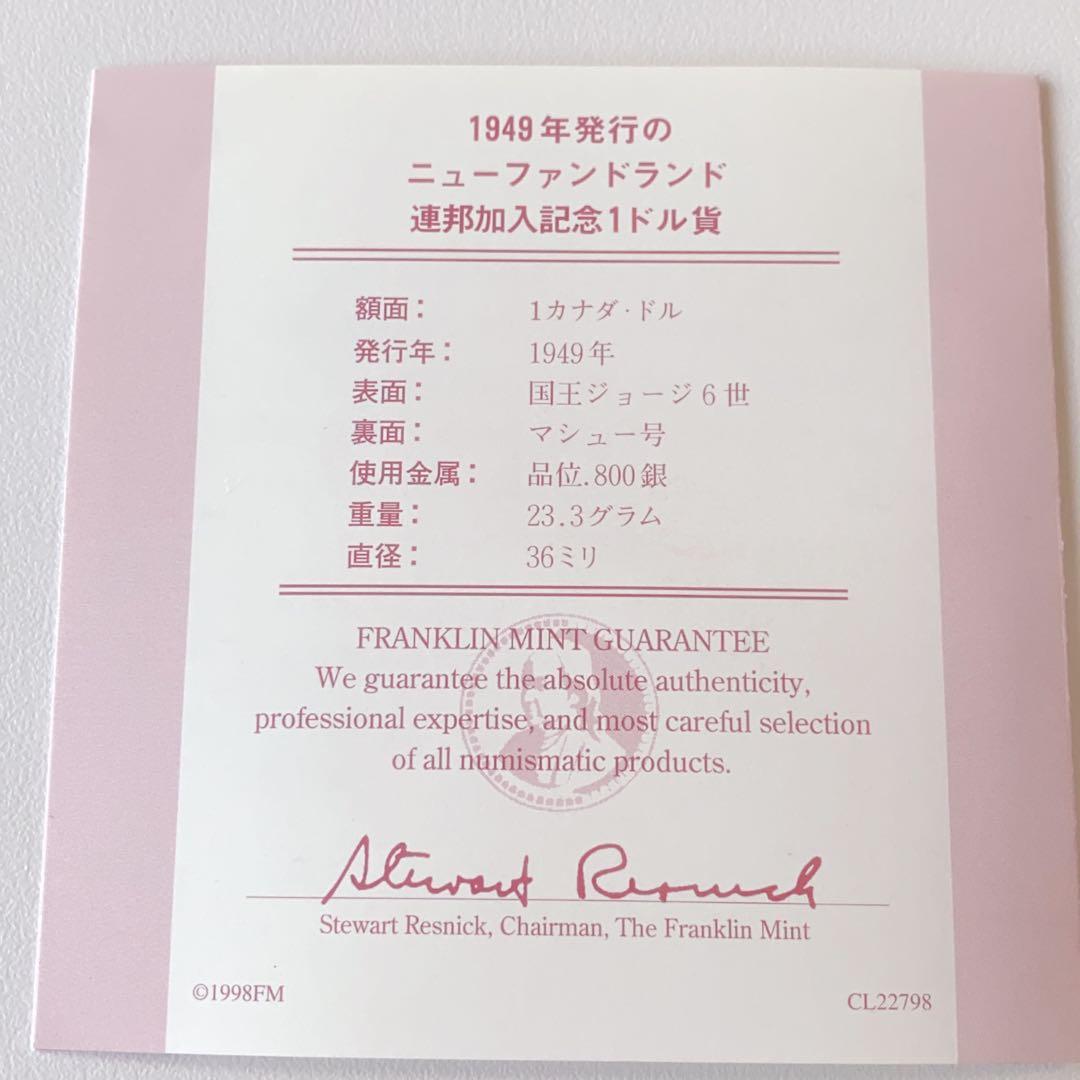 1949年発行の
ニューファンドランド
連邦加入記念1ドル貨
額面： 1カナダ・ドル
発行年： 1949年
表面： 国王ジョージ6世
裏面： マシュー号
使用金属： 品位.800銀
重量： 23.3グラム
直径： 36ミリ
FRANKLIN MINT GUARANTEE
We guarantee the absolute authenticity,
professional expertise, and most careful selection
of all numismatic products.
Stewart Resnick
Stewart Resnick, Chairman, The Franklin Mint
©1998FM CL22798